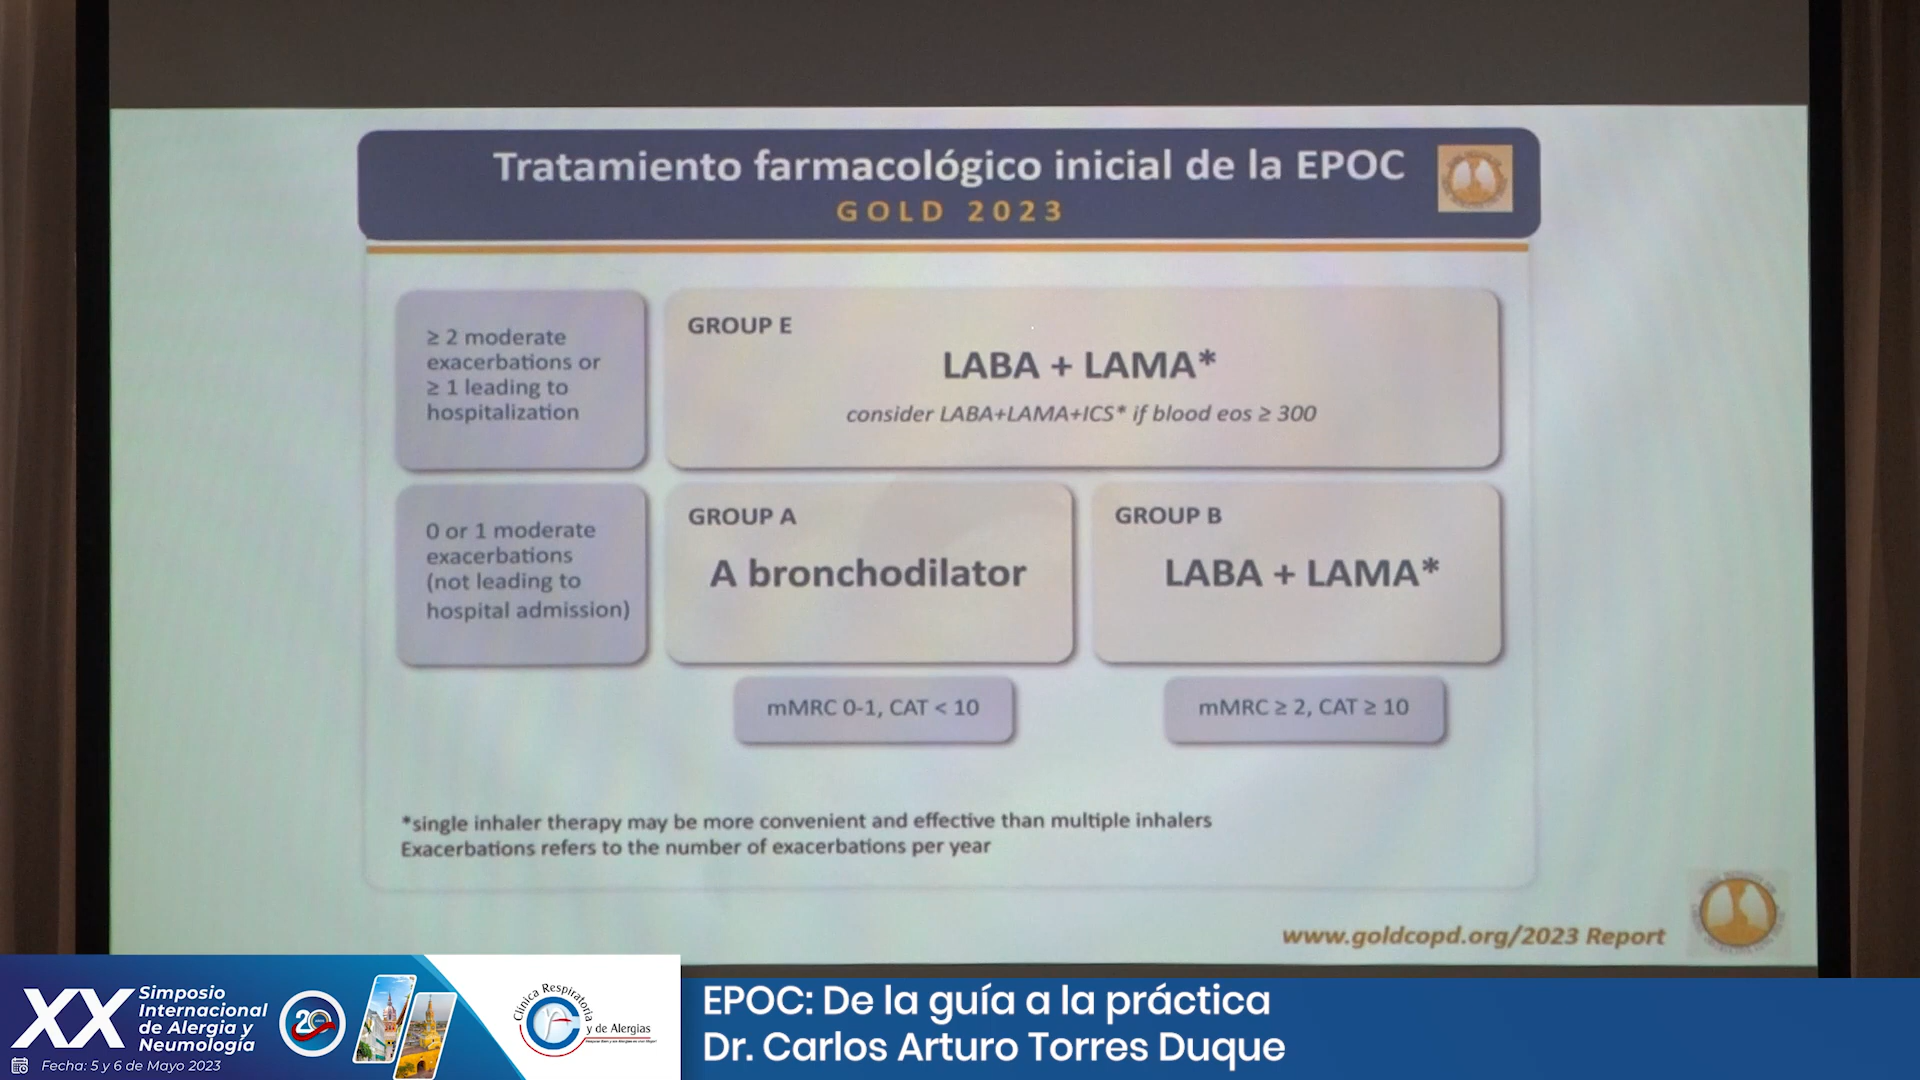 Tratamiento farmacológico inicial de la EPOC
GOLD 2023
≥ 2 moderate
exacerbations or
≥ 1 leading to
hospitalization
GROUP E
LABA + LAMA*
consider LABA+LAMA+ICS* if blood eos ≥ 300
0 or 1 moderate
exacerbations
(not leading to
hospital admission)
GROUP A
A bronchodilator
GROUP B
LABA + LAMA*
mMRC 0-1, CAT < 10
mMRC ≥ 2, CAT ≥ 10
*single inhaler therapy may be more convenient and effective than multiple inhalers
Exacerbations refers to the number of exacerbations per year
www.goldcopd.org/2023 Report
XX
Simposio
Internacional
de Alergia y
Neumología
Fecha: 5 y 6 de Mayo 2023
20
Clínica Respiratoria
y de Alergias
EPOC: De la guía a la práctica
Dr. Carlos Arturo Torres Duque